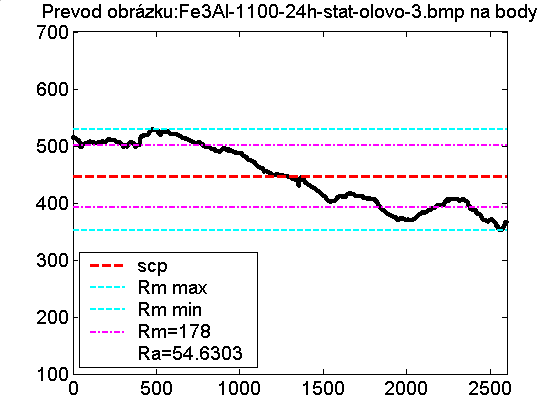 Prevod obrázku:Fe3Al-1100-24h-stat-olovo-3.bmp na body
700
600
500
400
300
200
100
scp
Rm max
Rm min
Rm=178
Ra=54.6303
0 500 1000 1500 2000 2500